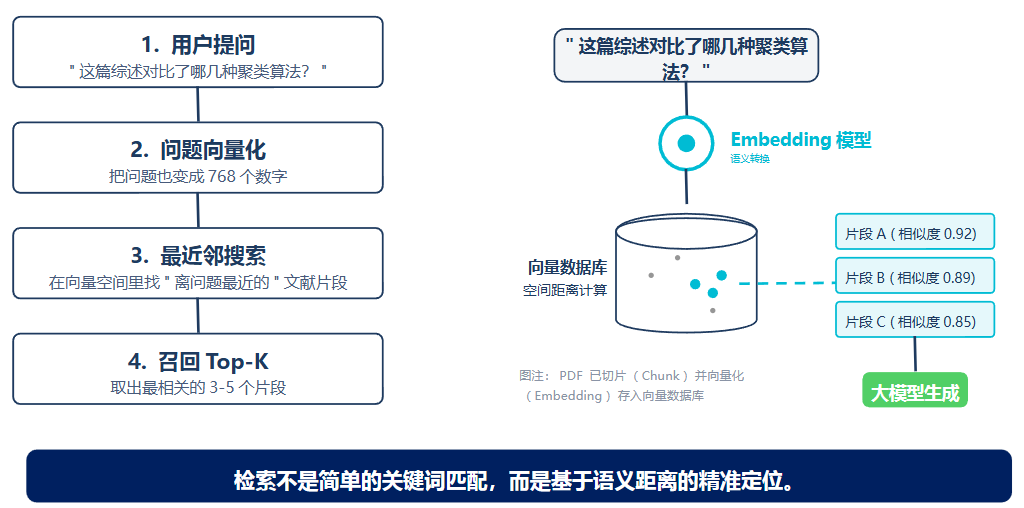 1. 用户提问
" 这篇综述对比了哪几种聚类算法? "
2. 问题向量化
把问题也变成 768 个数字
3. 最近邻搜索
在向量空间里找 " 离问题最近的 " 文献片段
4. 召回 Top-K
取出最相关的 3-5 个片段
" 这篇综述对比了哪几种聚类算
法? "
Embedding 模型
语义转换
向量数据库
空间距离计算
片段 A ( 相似度 0.92)
片段 B ( 相似度 0.89)
片段 C ( 相似度 0.85)
图注： PDF 已切片（ Chunk ）并向量化
（ Embedding ）存入向量数据库
大模型生成
检索不是简单的关键词匹配，而是基于语义距离的精准定位。